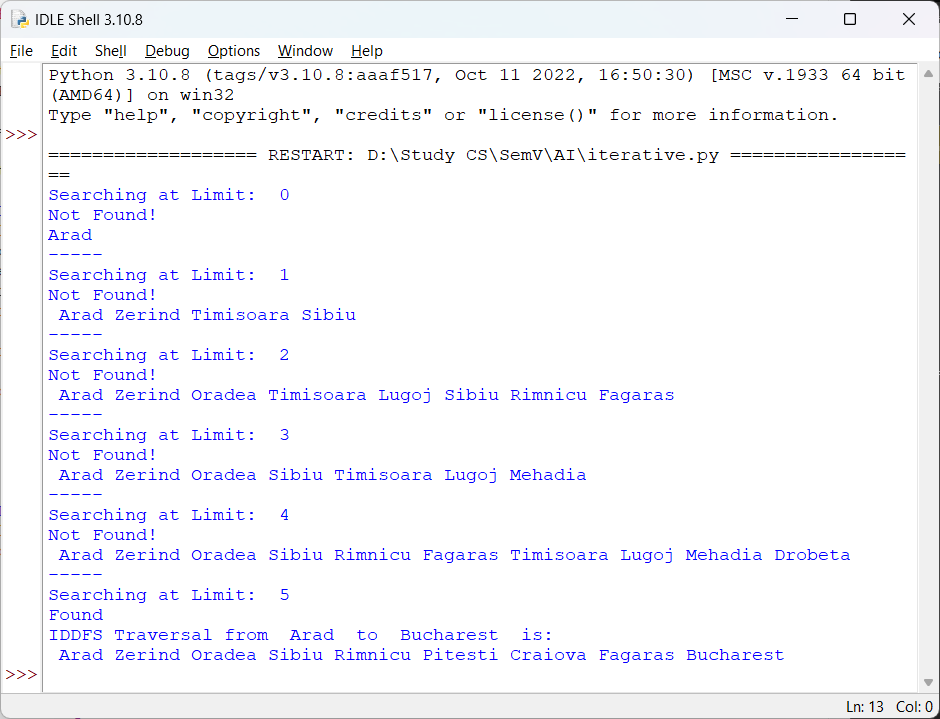 IDLE Shell 3.10.8
File Edit Shell Debug Options Window Help
Python 3.10.8 (tags/v3.10.8:aaaf517, Oct 11 2022, 16:50:30) [MSC v.1933 64 bit
(AMD64)] on win32
Type "help", "copyright", "credits" or "license()" for more information.
>>>
=================== RESTART: D:\Study CS\SemV\AI\iterative.py ================
==
Searching at Limit:  0
Not Found!
Arad
-----
Searching at Limit:  1
Not Found!
 Arad Zerind Timisoara Sibiu
-----
Searching at Limit:  2
Not Found!
 Arad Zerind Oradea Timisoara Lugoj Sibiu Rimnicu Fagaras
-----
Searching at Limit:  3
Not Found!
 Arad Zerind Oradea Sibiu Timisoara Lugoj Mehadia
-----
Searching at Limit:  4
Not Found!
 Arad Zerind Oradea Sibiu Rimnicu Fagaras Timisoara Lugoj Mehadia Drobeta
-----
Searching at Limit:  5
Found
IDDFS Traversal from  Arad  to  Bucharest  is:
 Arad Zerind Oradea Sibiu Rimnicu Pitesti Craiova Fagaras Bucharest
>>>
Ln: 13 Col: 0